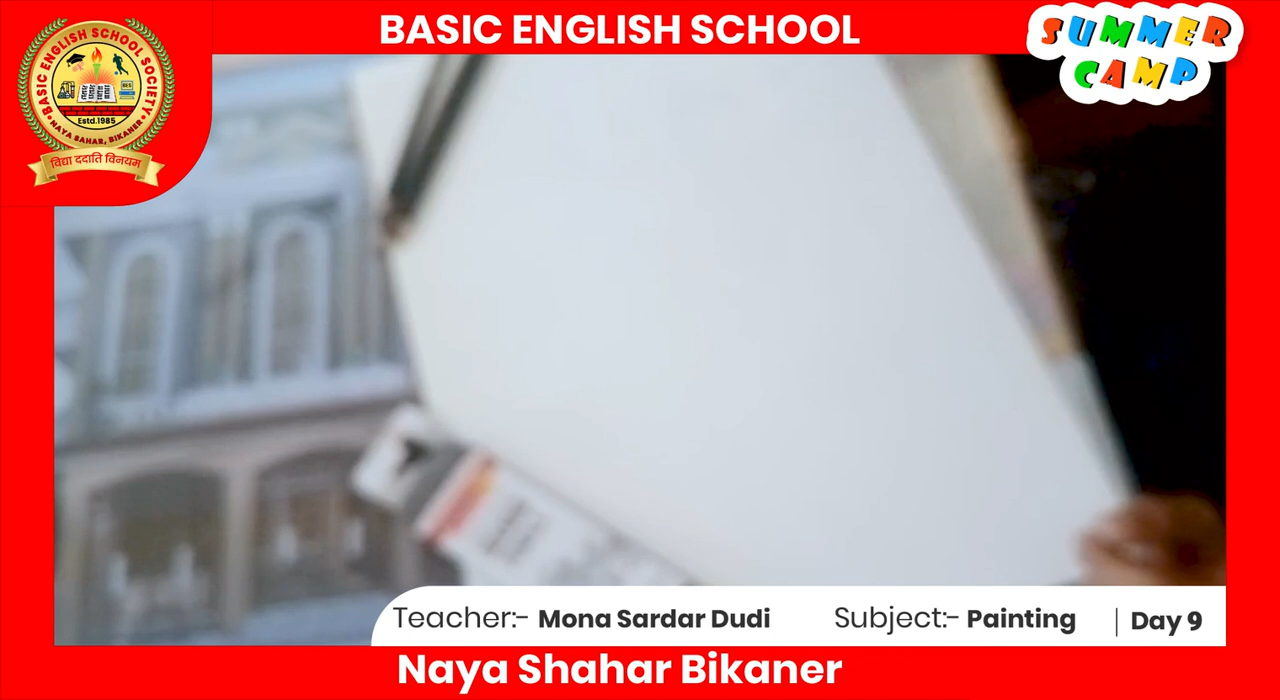 BASIC ENGLISH SCHOOL
SUMMER
CAMP
BASIC ENGLISH SCHOOL SOCIETY
Estd.1985
NAYA SAHAR, BIKANER
विद्या ददाति विनयम
Teacher:- Mona Sardar Dudi
Subject:- Painting | Day 9
Naya Shahar Bikaner